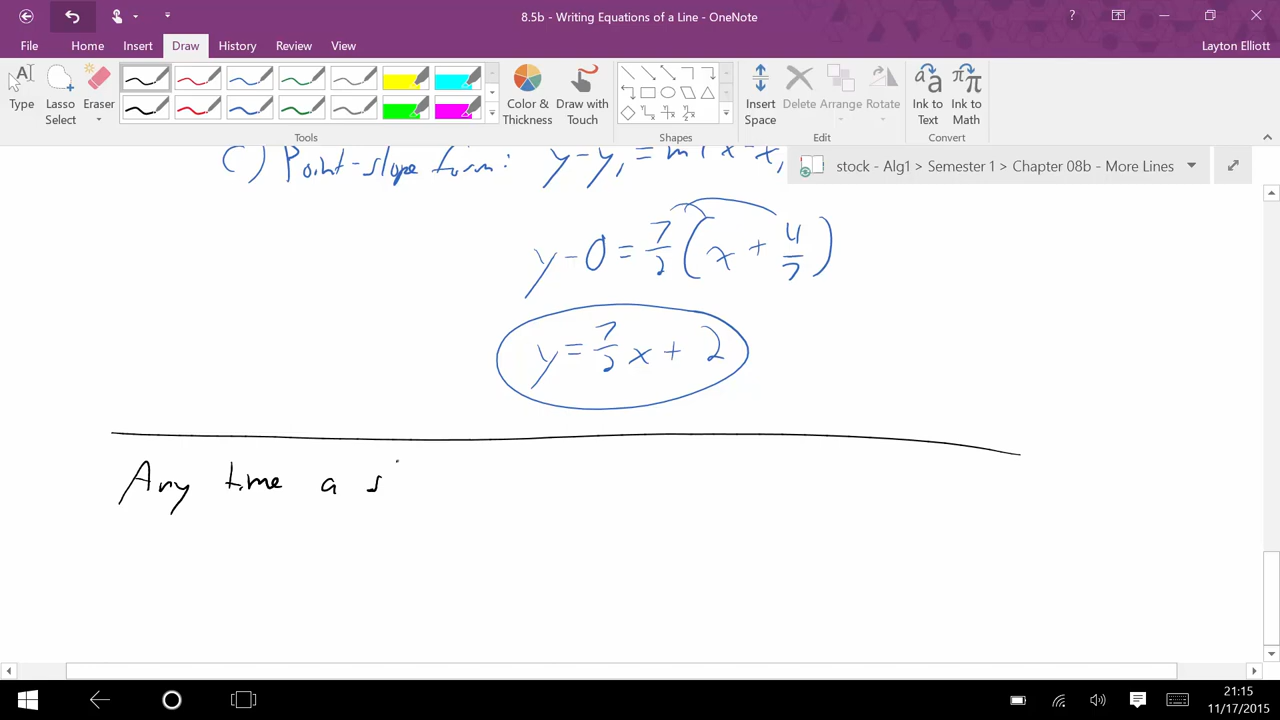 8.5b - Writing Equations of a Line - OneNote
Layton Elliott
File Home Insert Draw History Review View
Type Lasso Select Eraser Color & Thickness Draw with Touch Insert Space Delete Arrange Rotate Ink to Text Ink to Math
Tools Shapes Edit Convert
stock - Alg1 > Semester 1 > Chapter 08b - More Lines
C) Point-slope form: y-y₁ = m(x-x₁
y-0 = 7/2 (x + 4/7)
y = 7/2 x + 2
Any time a s
21:15
11/17/2015